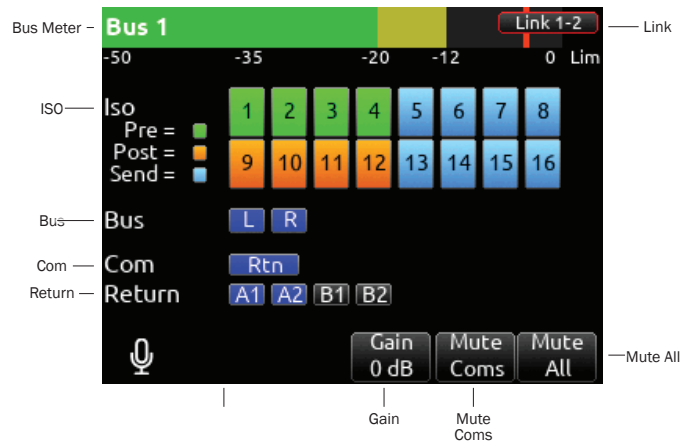 Bus Meter Bus 1 Link 1-2 Link
-50 -35 -20 -12 0 Lim
ISO Iso 1 2 3 4 5 6 7 8
Pre =
Post = 9 10 11 12 13 14 15 16
Send =
Bus Bus L R
Com Com Rtn
Return Return A1 A2 B1 B2
Gain Mute Mute
0 dB Coms All Mute All
Gain Mute
Coms